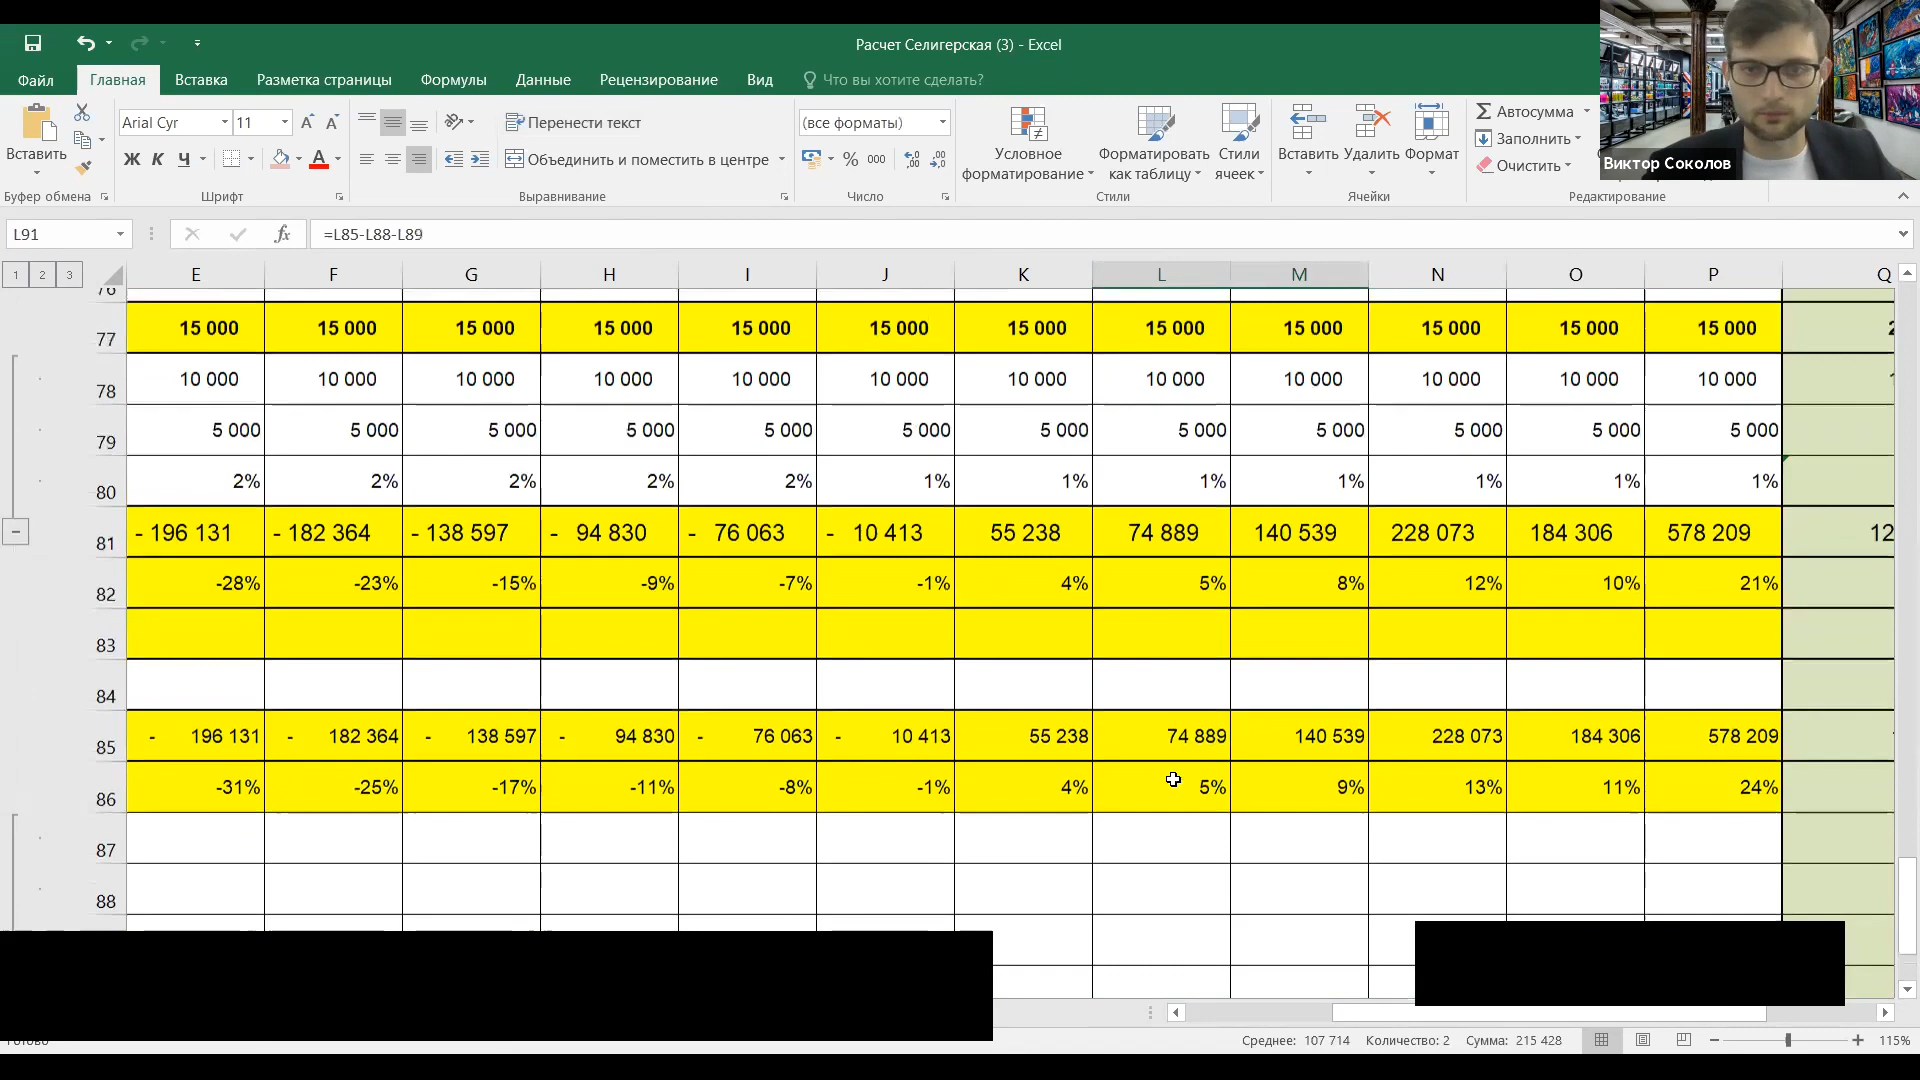 Расчет Селигерская (3) - Excel
Файл Главная Вставка Разметка страницы Формулы Данные Рецензирование Вид Что вы хотите сделать?
Вставить
Буфер обмена
Arial Cyr 11
Ж К Ч
Шрифт
Перенести текст
Объединить и поместить в центре
Выравнивание
(все форматы)
% 000
Число
Условное форматирование
Форматировать как таблицу
Стили ячеек
Стили
Вставить Удалить Формат
Ячейки
Автосумма
Заполнить
Очистить
Редактирование
Виктор Соколов
L91 fx =L85-L88-L89
1 2 3 E F G H I J K L M N O P Q
76
77 15 000 15 000 15 000 15 000 15 000 15 000 15 000 15 000 15 000 15 000 15 000 15 000
78 10 000 10 000 10 000 10 000 10 000 10 000 10 000 10 000 10 000 10 000 10 000 10 000
79 5 000 5 000 5 000 5 000 5 000 5 000 5 000 5 000 5 000 5 000 5 000 5 000
80 2% 2% 2% 2% 2% 1% 1% 1% 1% 1% 1% 1%
81 - 196 131 - 182 364 - 138 597 - 94 830 - 76 063 - 10 413 55 238 74 889 140 539 228 073 184 306 578 209 12
82 -28% -23% -15% -9% -7% -1% 4% 5% 8% 12% 10% 21%
83
84
85 - 196 131 - 182 364 - 138 597 - 94 830 - 76 063 - 10 413 55 238 74 889 140 539 228 073 184 306 578 209
86 -31% -25% -17% -11% -8% -1% 4% 5% 9% 13% 11% 24%
87
88
Среднее: 107 714 Количество: 2 Сумма: 215 428 115%